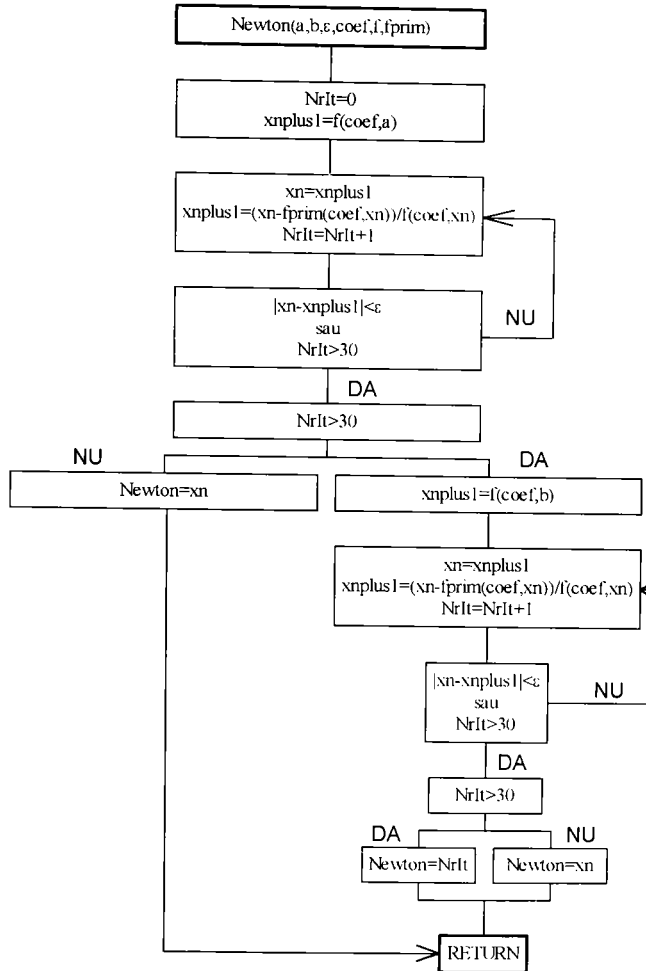 Newton(a,b,ε,coef,f,fprim)
NrIt=0
xnplus1=f(coef,a)
xn=xnplus1
xnplus1=(xn-fprim(coef,xn))/f(coef,xn)
NrIt=NrIt+1
|xn-xnplus1|<ε
sau
NrIt>30
NU
DA
NrIt>30
NU
DA
Newton=xn
xnplus1=f(coef,b)
xn=xnplus1
xnplus1=(xn-fprim(coef,xn))/f(coef,xn)
NrIt=NrIt+1
|xn-xnplus1|<ε
sau
NrIt>30
NU
DA
NrIt>30
DA
NU
Newton=NrIt
Newton=xn
RETURN